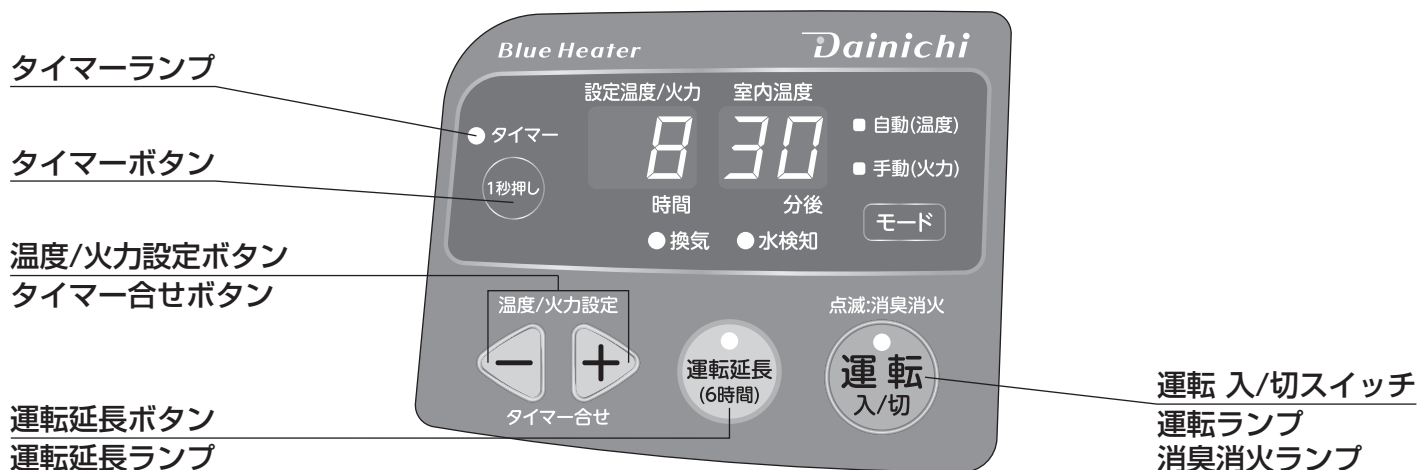 タイマーランプ
タイマーボタン
温度/火力設定ボタン
タイマー合せボタン
運転延長ボタン
運転延長ランプ
Blue Heater
Dainichi
設定温度/火力 室内温度
タイマー
8 30
自動(温度)
手動(火力)
1秒押し
時間 分後
モード
換気 水検知
温度/火力設定
タイマー合せ
運転延長
(6時間)
点滅:消臭消火
運転
入/切
運転 入/切スイッチ
運転ランプ
消臭消火ランプ